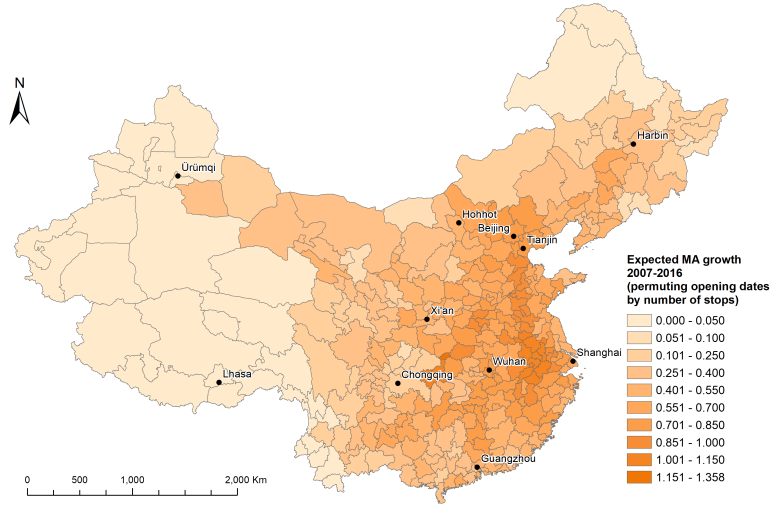 N
Harbin
Ürümqi
Hohhot
Beijing
Tianjin
Xi'an
Shanghai
Wuhan
Chongqing
Lhasa
Guangzhou
Expected MA growth
2007-2016
(permuting opening dates
by number of stops)
0.000 - 0.050
0.051 - 0.100
0.101 - 0.250
0.251 - 0.400
0.401 - 0.550
0.551 - 0.700
0.701 - 0.850
0.851 - 1.000
1.001 - 1.150
1.151 - 1.358
0 500 1,000 2,000 Km